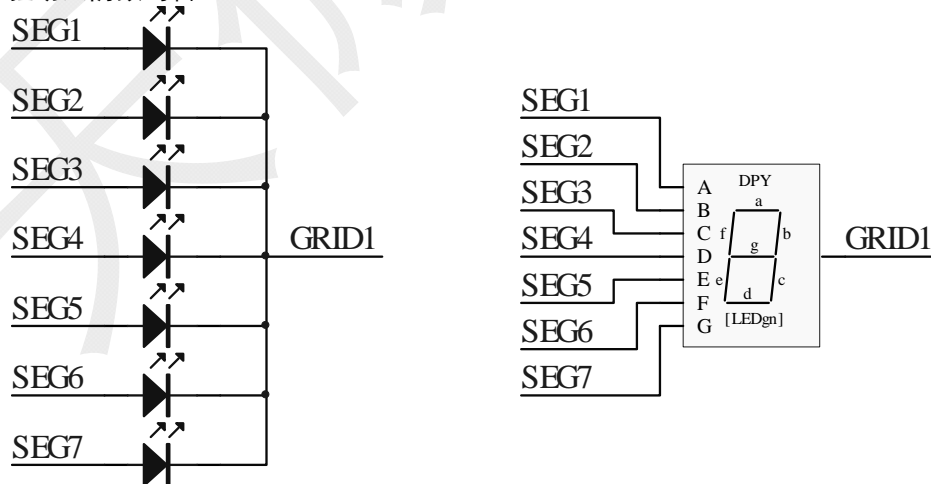 SEG1
SEG2
SEG3
SEG4
SEG5
SEG6
SEG7
GRID1
SEG1
SEG2
SEG3
SEG4
SEG5
SEG6
SEG7
DPY
A
B
C
D
E
F
G
a
f
b
g
e
c
d
[LEDgn]
GRID1